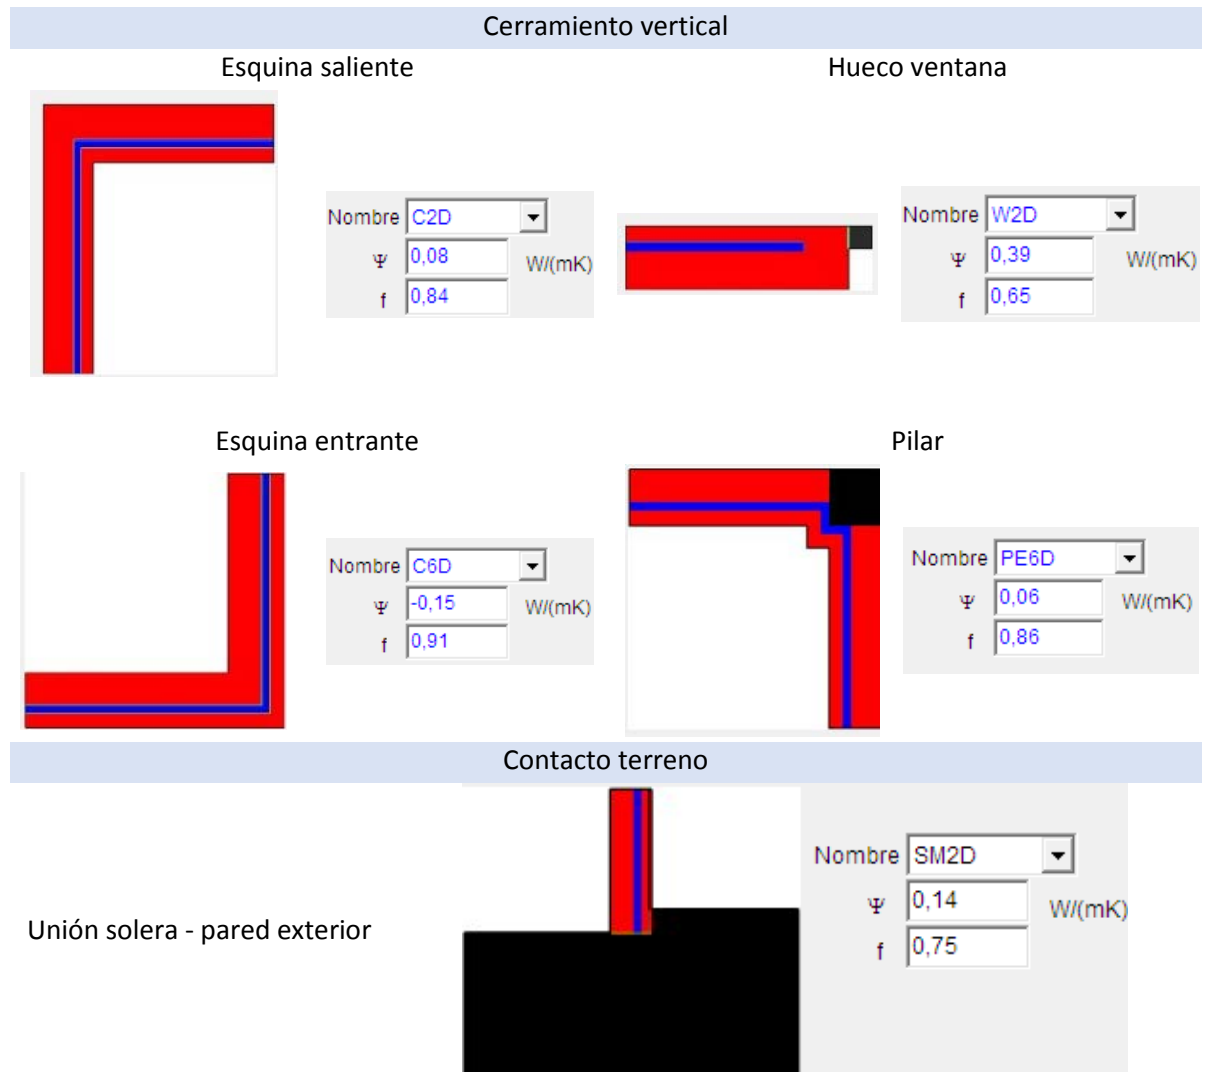 Cerramiento vertical
Esquina saliente
Hueco ventana
Nombre C2D
Ψ 0,08 W/(mK)
f 0,84
Nombre W2D
Ψ 0,39 W/(mK)
f 0,65
Esquina entrante
Pilar
Nombre C6D
Ψ -0,15 W/(mK)
f 0,91
Nombre PE6D
Ψ 0,06 W/(mK)
f 0,86
Contacto terreno
Unión solera - pared exterior
Nombre SM2D
Ψ 0,14 W/(mK)
f 0,75